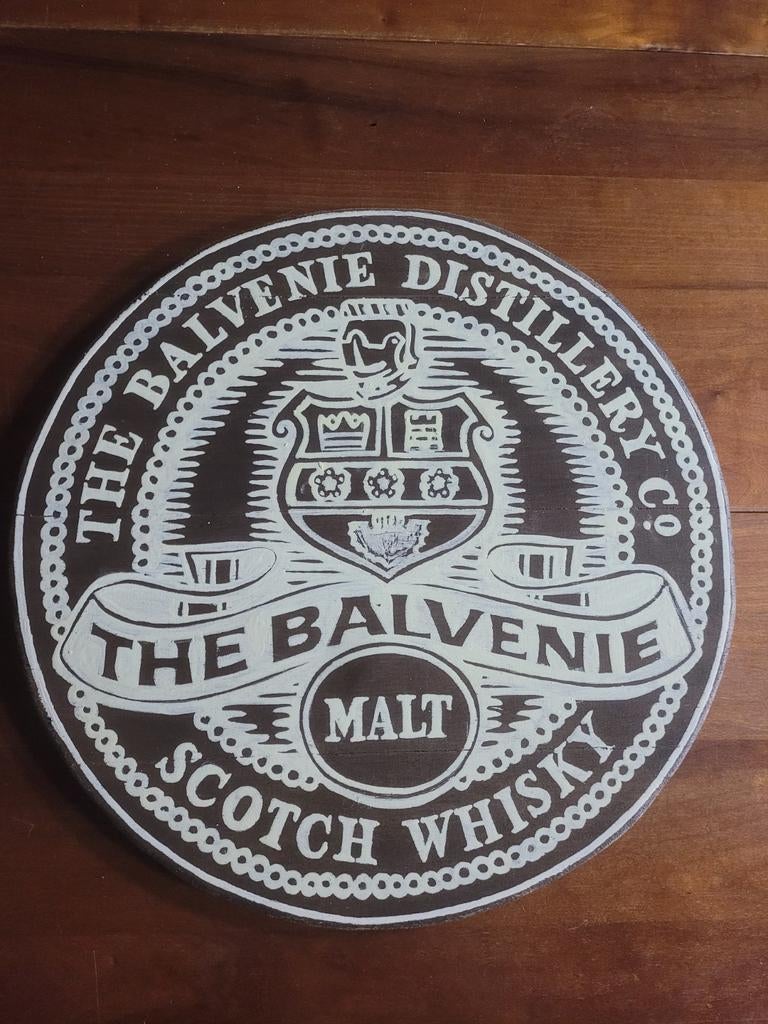 THE BALVENIE DISTILLERY Co.
THE BALVENIE
MALT
SCOTCH WHISKY